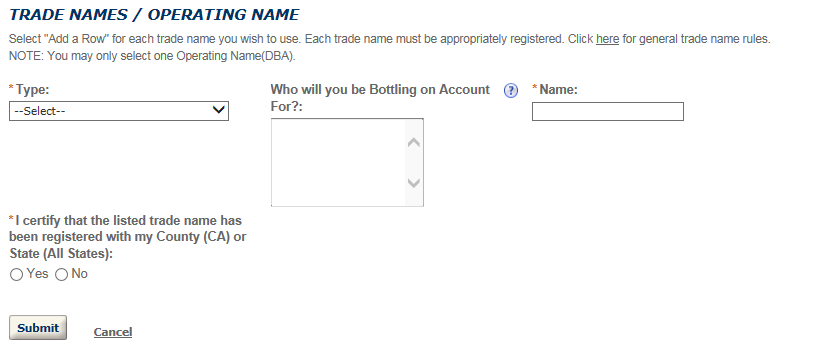 TRADE NAMES / OPERATING NAME
Select "Add a Row" for each trade name you wish to use. Each trade name must be appropriately registered. Click here for general trade name rules.
NOTE: You may only select one Operating Name(DBA).
*Type:
--Select--
Who will you be Bottling on Account
For?:
?
*Name:
*I certify that the listed trade name has
been registered with my County (CA) or
State (All States):
Yes No
Submit Cancel